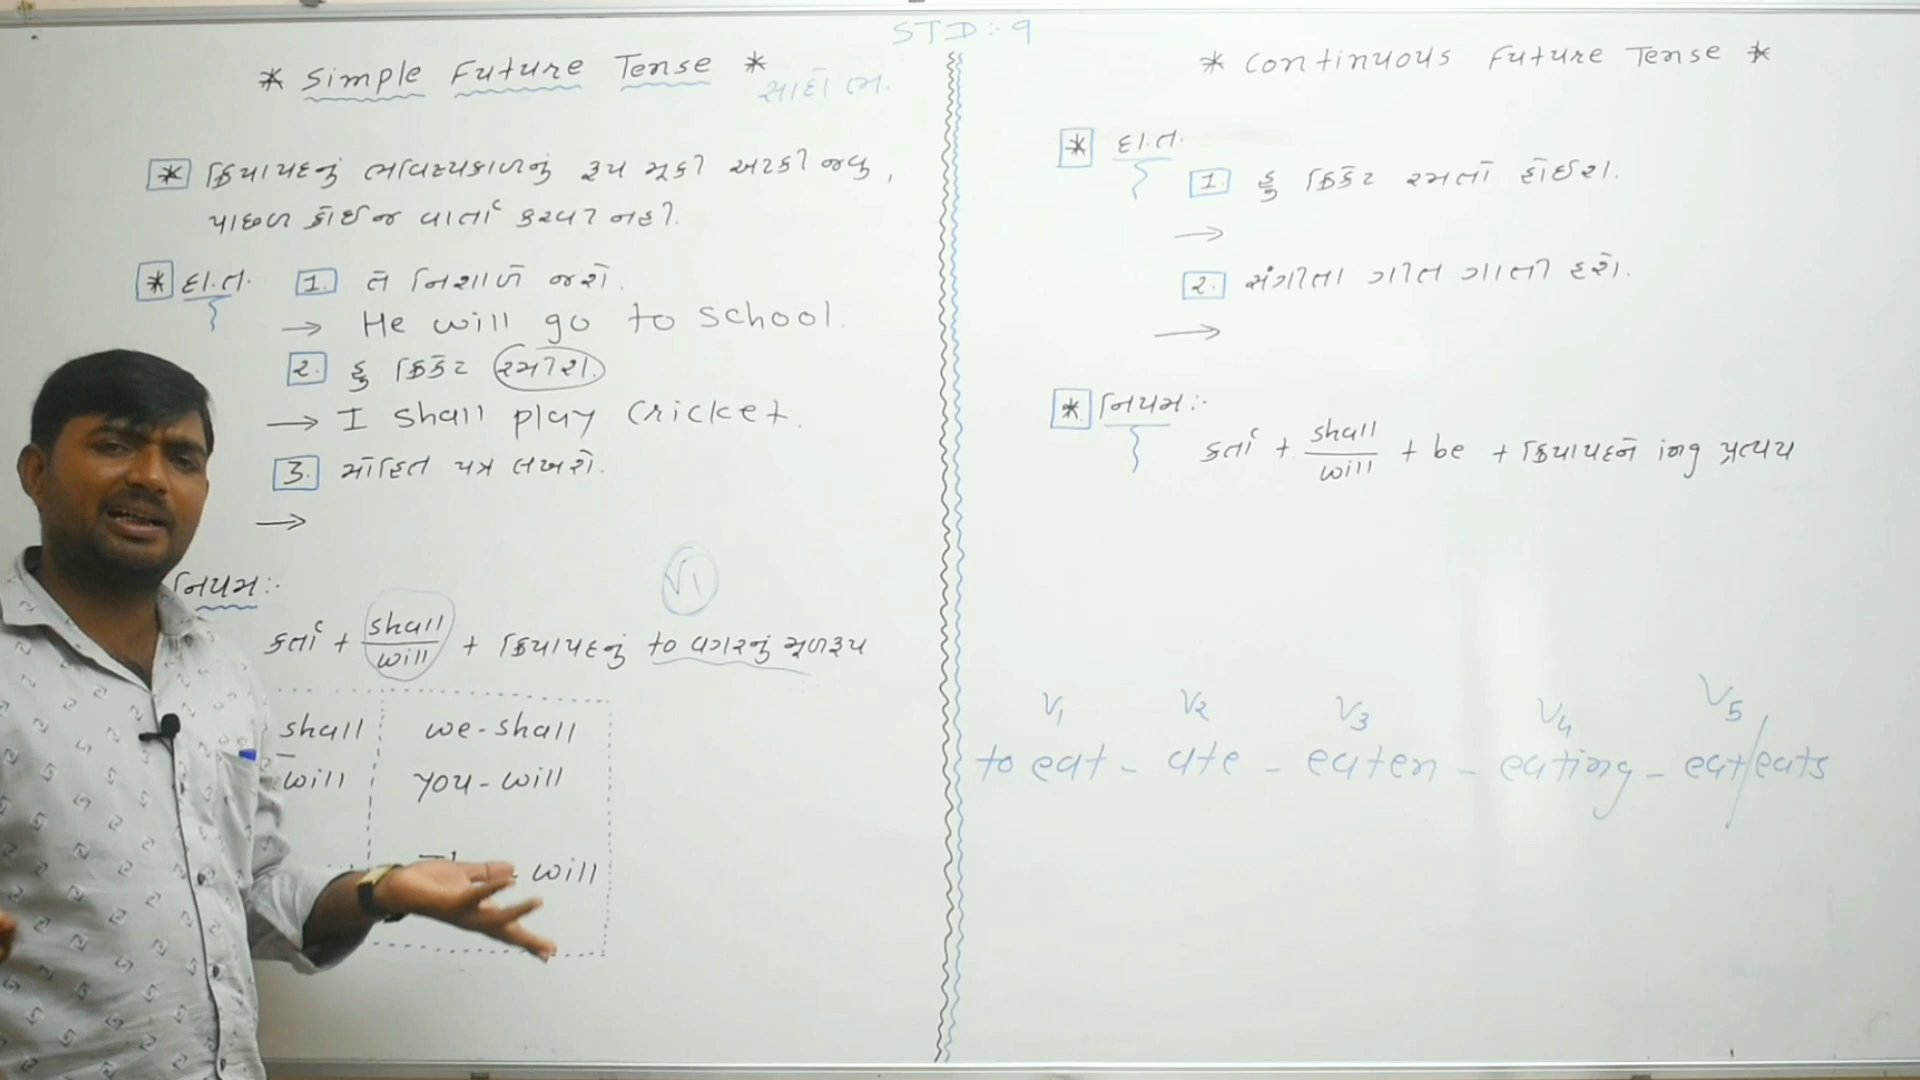 STD:- 9
* Simple Future Tense *
સાદો ભ.
* ક્રિયાપદનું ભવિષ્યકાળનું રૂપ મૂકી અટકી જવુ,
પાછળ કોઈ જ વાર્તા કરવી નહી.
* દા.ત. 1. તે નિશાળે જશે.
→ He will go to school.
2. હુ ક્રિકેટ રમીશ.
→ I shall play cricket.
3. મોહિત પત્ર લખશે.
→
નિયમ:-
V1
કર્તા + shall/will + ક્રિયાપદનું to વગરનું મૂળરૂપ
shall we - shall
will you - will
will
* Continuous Future Tense *
* દા.ત.
1. હુ ક્રિકેટ રમતો હોઈશ.
→
2. સંગીતા ગીત ગાતી હશે.
→
* નિયમ:-
કર્તા + shall/will + be + ક્રિયાપદને ing પ્રત્યય
V1 V2 V3 V4 V5
to eat - ate - eaten - eating - eat/eats